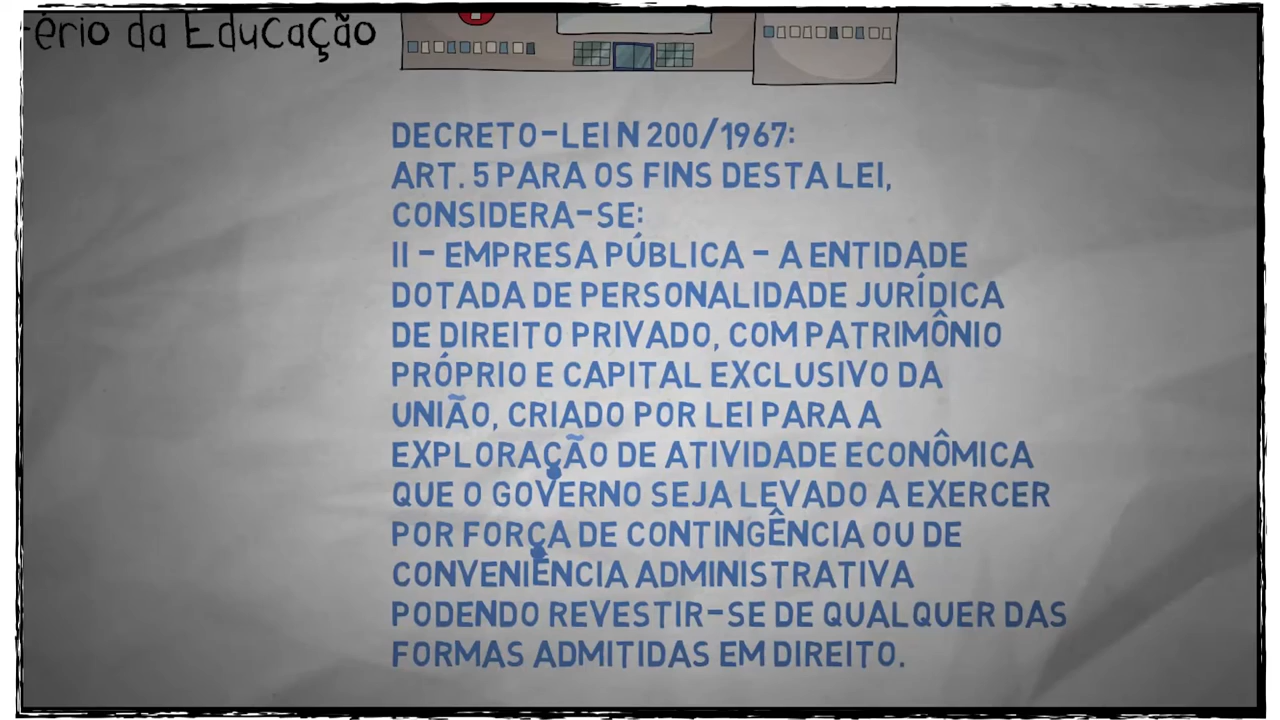 ério da Educação
DECRETO-LEI N 200/1967:
ART. 5 PARA OS FINS DESTA LEI,
CONSIDERA-SE:
II - EMPRESA PÚBLICA - A ENTIDADE
DOTADA DE PERSONALIDADE JURÍDICA
DE DIREITO PRIVADO, COM PATRIMÔNIO
PRÓPRIO E CAPITAL EXCLUSIVO DA
UNIÃO, CRIADO POR LEI PARA A
EXPLORAÇÃO DE ATIVIDADE ECONÔMICA
QUE O GOVERNO SEJA LEVADO A EXERCER
POR FORÇA DE CONTINGÊNCIA OU DE
CONVENIÊNCIA ADMINISTRATIVA
PODENDO REVESTIR-SE DE QUALQUER DAS
FORMAS ADMITIDAS EM DIREITO.